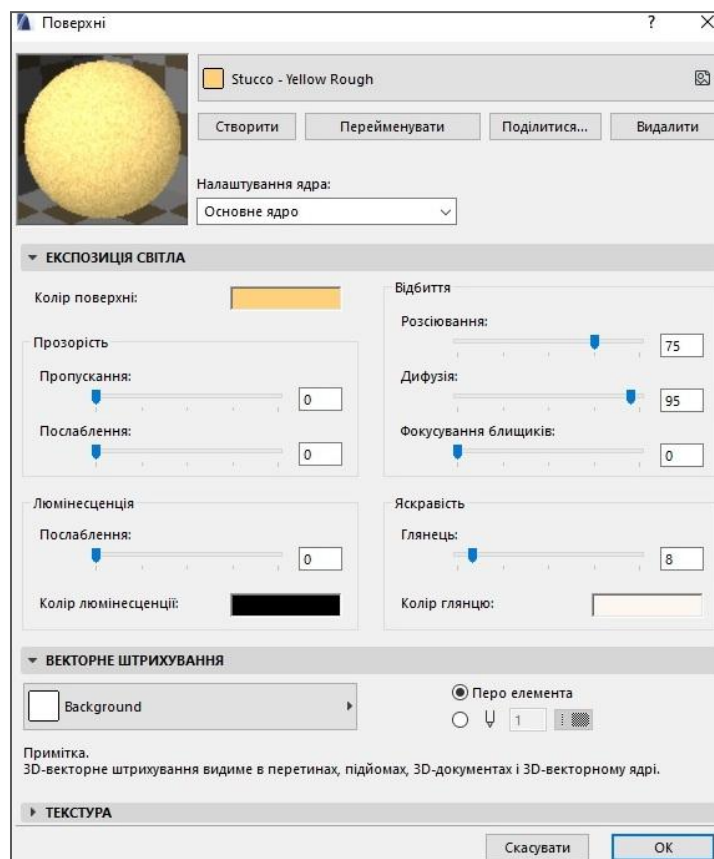 Поверхні
?
Stucco - Yellow Rough
Створити
Перейменувати
Поділитися...
Видалити
Налаштування ядра:
Основне ядро
ЕКСПОЗИЦІЯ СВІТЛА
Колір поверхні:
Прозорість
Пропускання:
0
Послаблення:
0
Відбиття
Розсіювання:
75
Дифузія:
95
Фокусування блищиків:
0
Люмінесценція
Послаблення:
0
Колір люмінесценції:
Яскравість
Глянець:
8
Колір глянцю:
ВЕКТОРНЕ ШТРИХУВАННЯ
Background
Перо елемента
1
Примітка.
3D-векторне штрихування видиме в перетинах, підйомах, 3D-документах і 3D-векторному ядрі.
ТЕКСТУРА
Скасувати
ОК